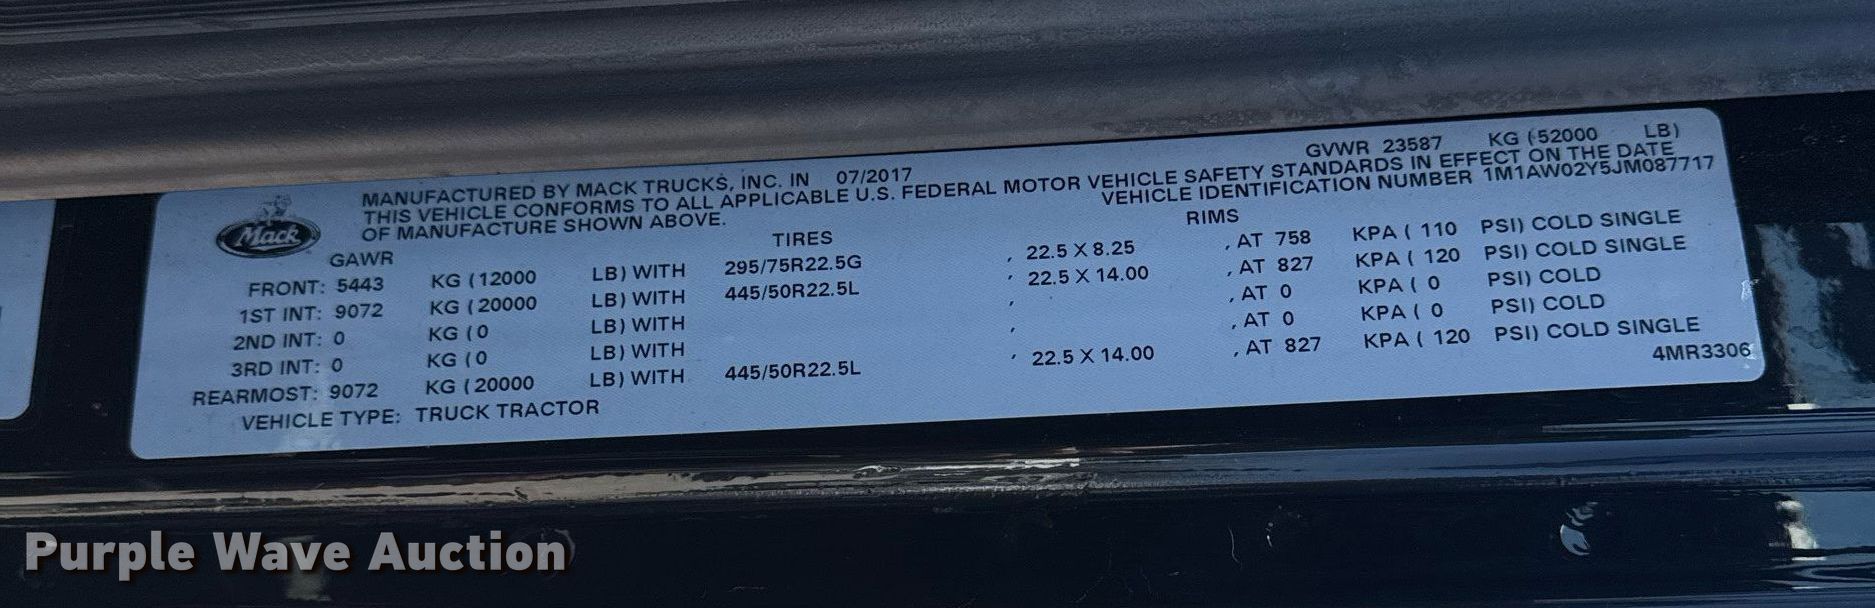 GVWR 23587 KG (52000 LB)
MANUFACTURED BY MACK TRUCKS, INC. IN 07/2017
THIS VEHICLE CONFORMS TO ALL APPLICABLE U.S. FEDERAL MOTOR VEHICLE SAFETY STANDARDS IN EFFECT ON THE DATE
OF MANUFACTURE SHOWN ABOVE. VEHICLE IDENTIFICATION NUMBER 1M1AW02Y5JM087717
Mack
GAWR TIRES RIMS
FRONT: 5443 KG (12000 LB) WITH 295/75R22.5G , 22.5 X 8.25 , AT 758 KPA ( 110 PSI) COLD SINGLE
1ST INT: 9072 KG (20000 LB) WITH 445/50R22.5L , 22.5 X 14.00 , AT 827 KPA ( 120 PSI) COLD SINGLE
2ND INT: 0 KG (0 LB) WITH , , AT 0 KPA ( 0 PSI) COLD
3RD INT: 0 KG (0 LB) WITH , , AT 0 KPA ( 0 PSI) COLD
REARMOST: 9072 KG (20000 LB) WITH 445/50R22.5L , 22.5 X 14.00 , AT 827 KPA ( 120 PSI) COLD SINGLE
VEHICLE TYPE: TRUCK TRACTOR 4MR3306
Purple Wave Auction